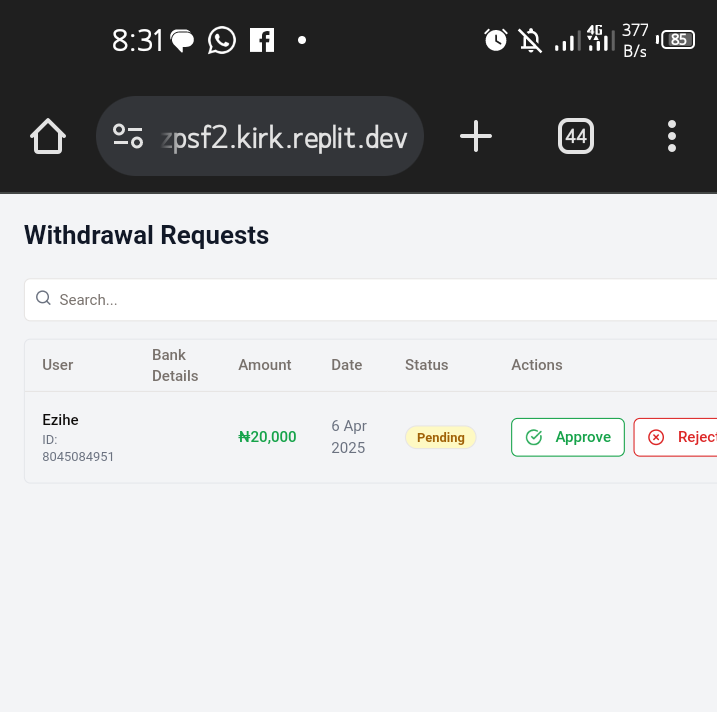 8:31 4G 377 B/s 85
zpsf2.kirk.replit.dev 44
Withdrawal Requests
Search...
User Bank Details Amount Date Status Actions
Ezihe
ID:
8045084951
₦20,000 6 Apr 2025 Pending Approve Reject